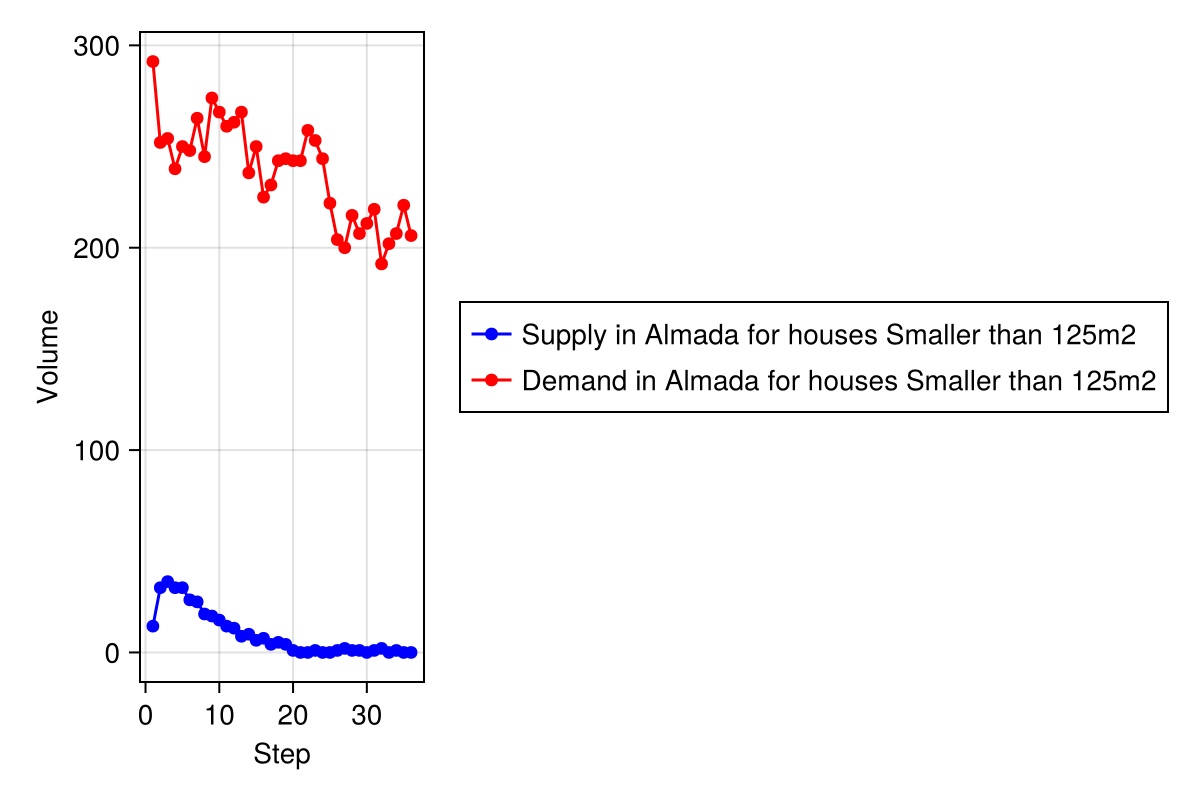 300
200
100
0
Volume
0 10 20 30
Step
Supply in Almada for houses Smaller than 125m2
Demand in Almada for houses Smaller than 125m2